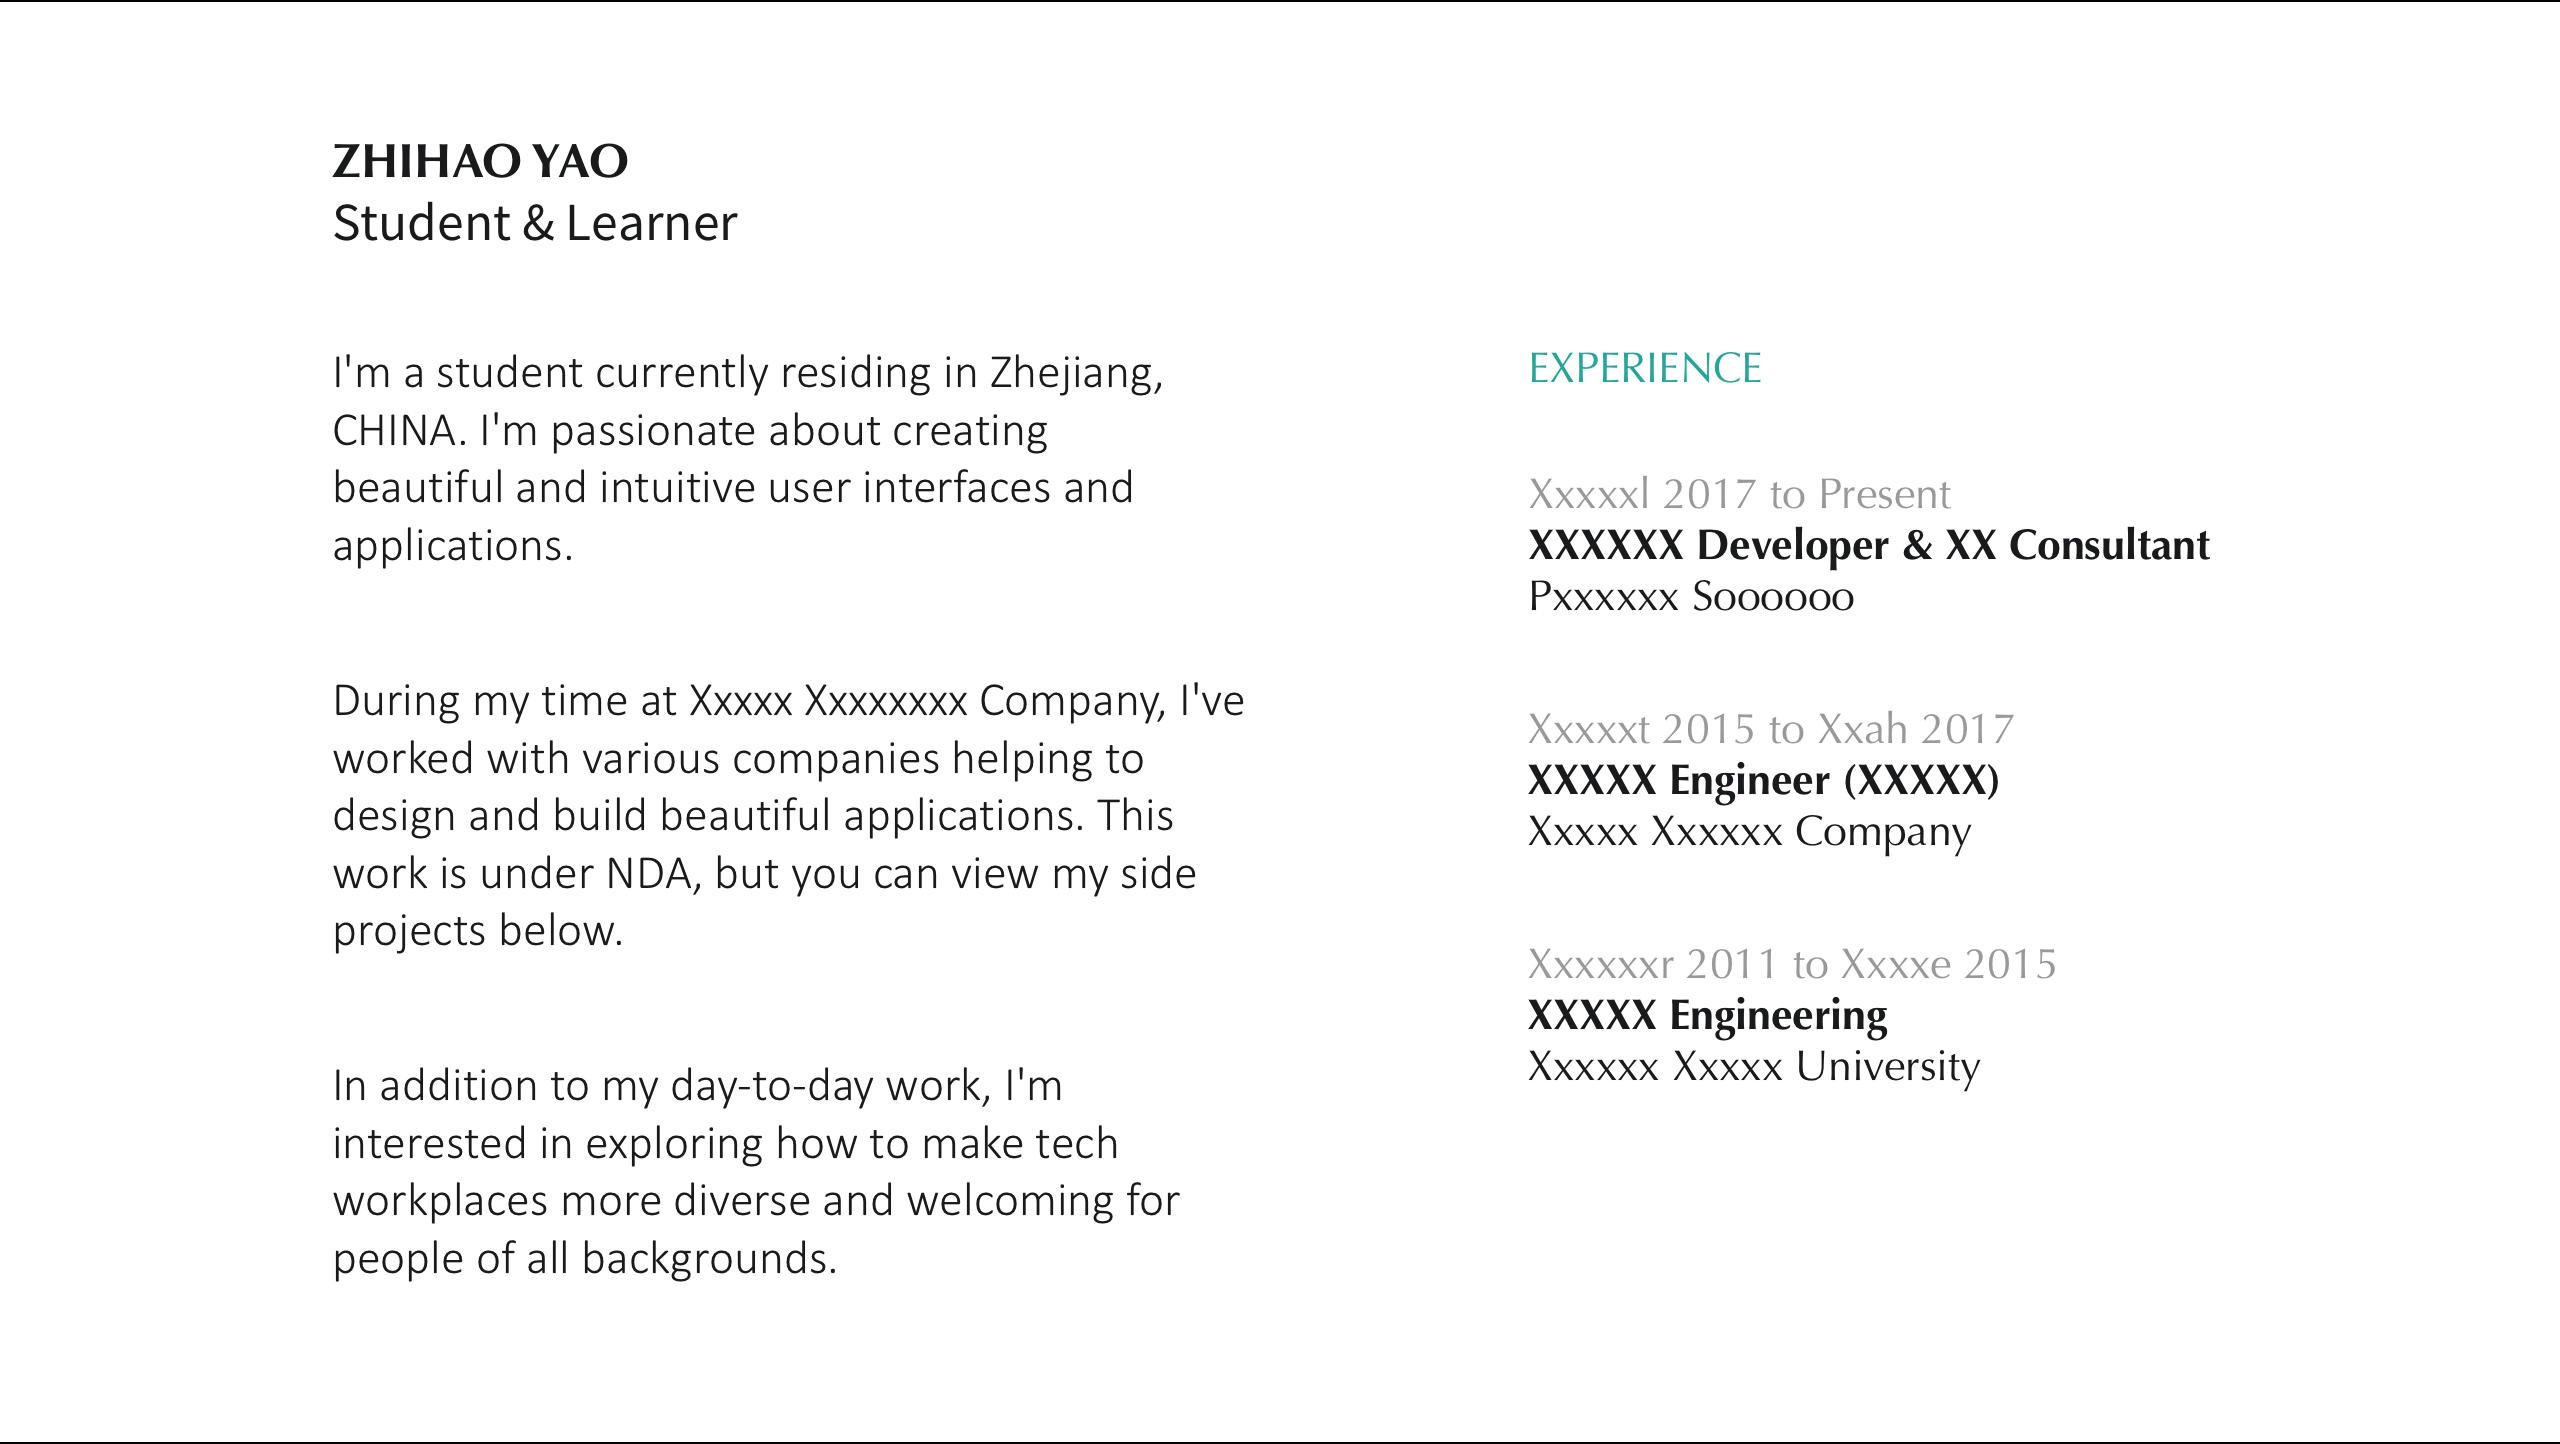 ZHIHAO YAO
Student & Learner
I'm a student currently residing in Zhejiang,
CHINA. I'm passionate about creating
beautiful and intuitive user interfaces and
applications.
During my time at Xxxxx Xxxxxxxx Company, I've
worked with various companies helping to
design and build beautiful applications. This
work is under NDA, but you can view my side
projects below.
In addition to my day-to-day work, I'm
interested in exploring how to make tech
workplaces more diverse and welcoming for
people of all backgrounds.
EXPERIENCE
Xxxxxl 2017 to Present
XXXXXX Developer & XX Consultant
Pxxxxxx Soooooo
Xxxxxt 2015 to Xxah 2017
XXXXX Engineer (XXXXX)
Xxxxx Xxxxxx Company
Xxxxxxr 2011 to Xxxxe 2015
XXXXX Engineering
Xxxxxx Xxxxx University